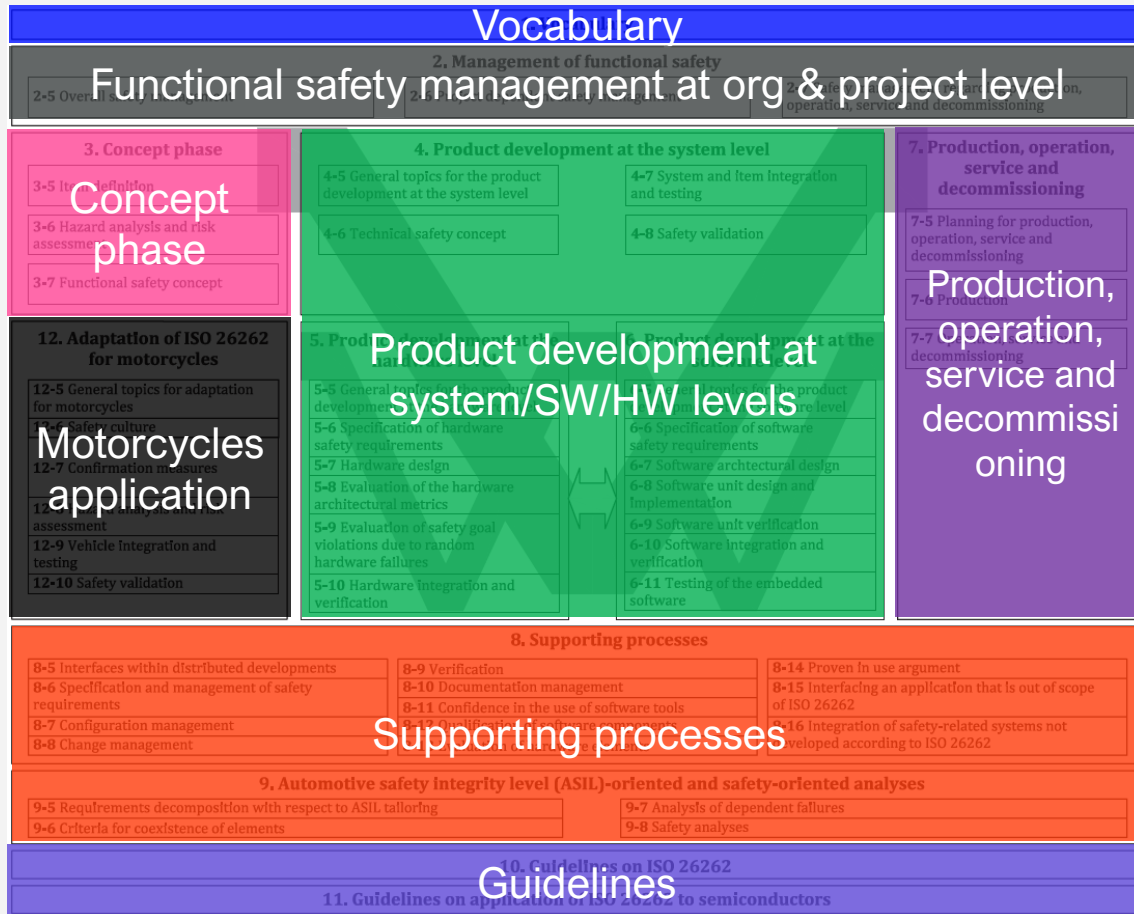 Vocabulary
2. Management of functional safety
Functional safety management at org & project level
2-5 Overall safety management
operation, service and decommissioning
3. Concept phase
3-5 Item definition
3-6 Hazard analysis and risk
assessment
3-7 Functional safety concept
Concept
phase
4. Product development at the system level
4-5 General topics for the product
development at the system level
4-7 System and item integration
and testing
4-6 Technical safety concept
4-8 Safety validation
7. Production, operation,
service and
decommissioning
7-5 Planning for production,
operation, service and
decommissioning
7-6 Production
decommissioning
Production,
operation,
service and
decommissi
oning
12. Adaptation of ISO 26262
for motorcycles
12-5 General topics for adaptation
for motorcycles
12-6 Safety culture
12-7 Confirmation measures
assessment
12-9 Vehicle integration and
testing
12-10 Safety validation
Motorcycles
application
Product development at
system/SW/HW levels
5-6 Specification of hardware
safety requirements
5-7 Hardware design
5-8 Evaluation of the hardware
architectural metrics
5-9 Evaluation of safety goal
violations due to random
hardware failures
5-10 Hardware integration and
verification
6-6 Specification of software
safety requirements
6-7 Software archtectural design
6-8 Software unit design and
implementation
6-9 Software unit verification
6-10 Software integration and
verification
6-11 Testing of the embedded
software
8. Supporting processes
8-5 Interfaces within distributed developments
8-6 Specification and management of safety
requirements
8-7 Configuration management
8-8 Change management
8-9 Verification
8-10 Documentation management
8-11 Confidence in the use of software tools
8-12 Qualification of software components
8-14 Proven in use argument
8-15 Interfacing an application that is out of scope
of ISO 26262
8-16 Integration of safety-related systems not
developed according to ISO 26262
Supporting processes
9. Automotive safety integrity level (ASIL)-oriented and safety-oriented analyses
9-5 Requirements decomposition with respect to ASIL tailoring
9-6 Criteria for coexistence of elements
9-7 Analysis of dependent failures
9-8 Safety analyses
10. Guidelines on ISO 26262
Guidelines
11. Guidelines on application of ISO 26262 to semiconductors